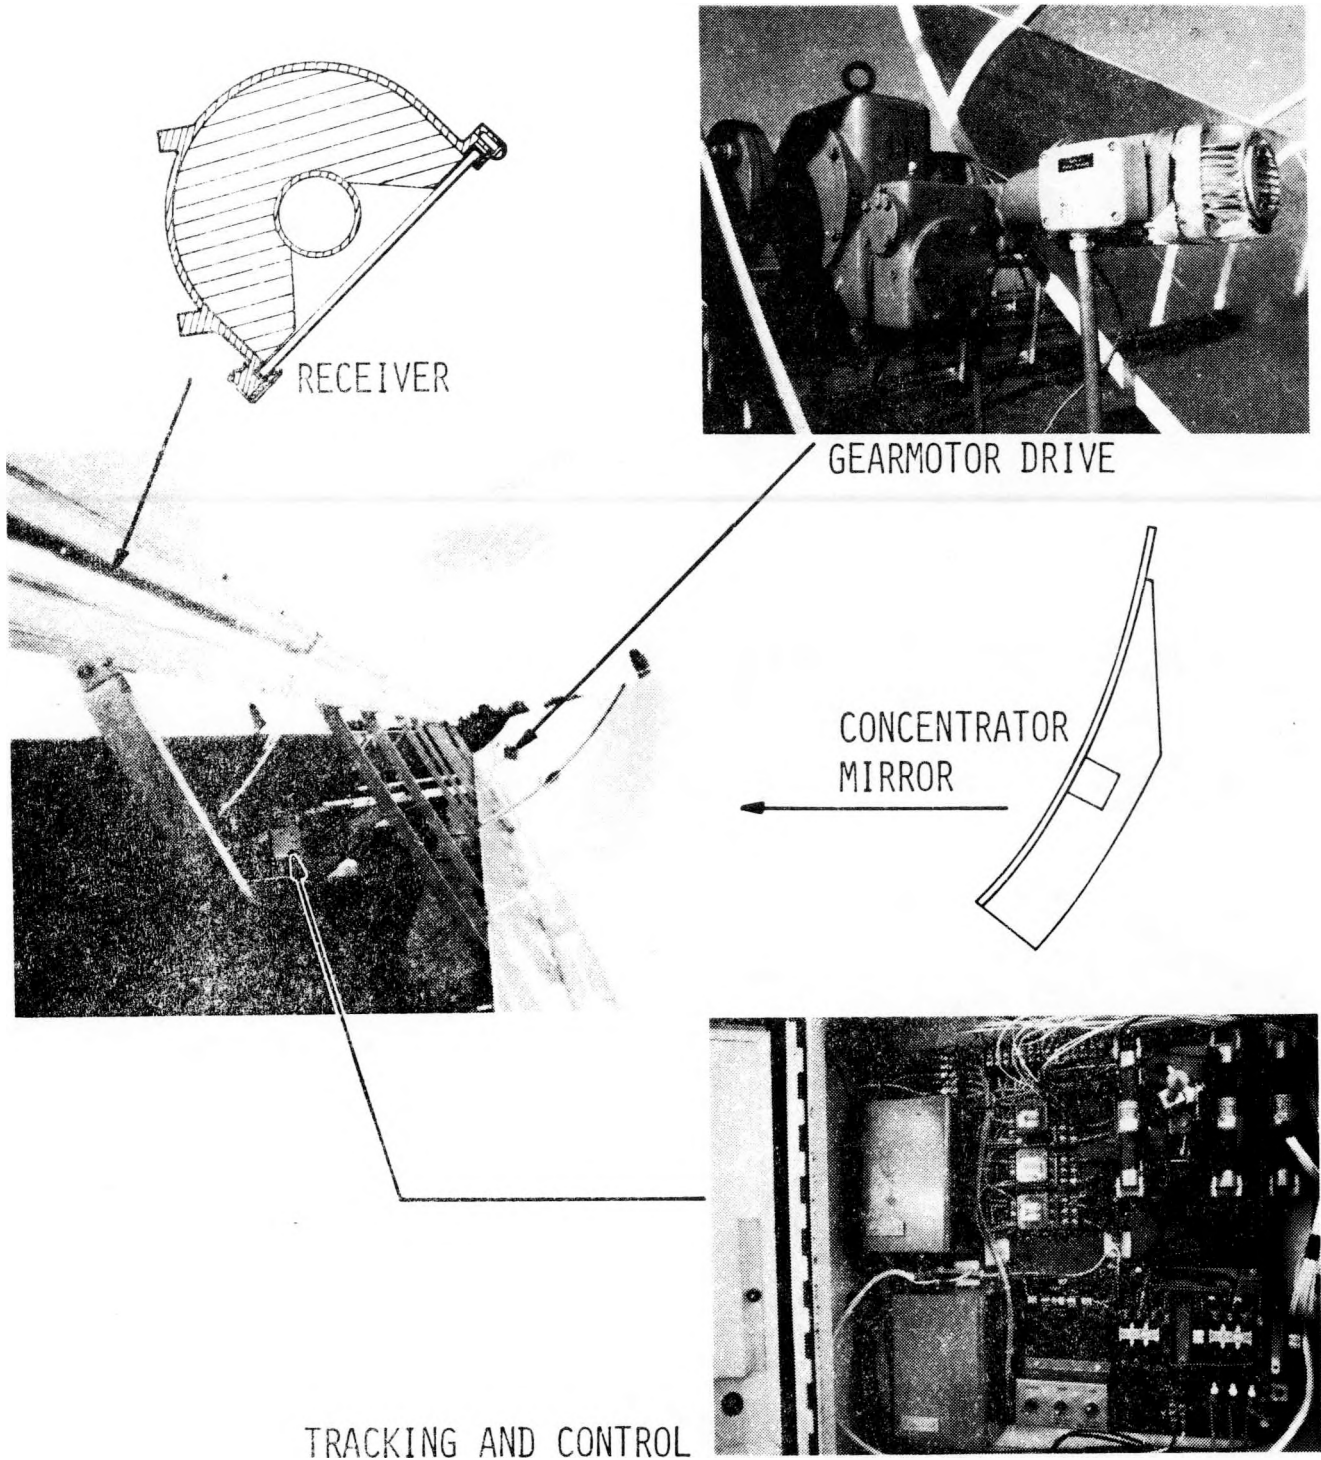 RECEIVER
GEARMOTOR DRIVE
CONCENTRATOR
MIRROR
TRACKING AND CONTROL